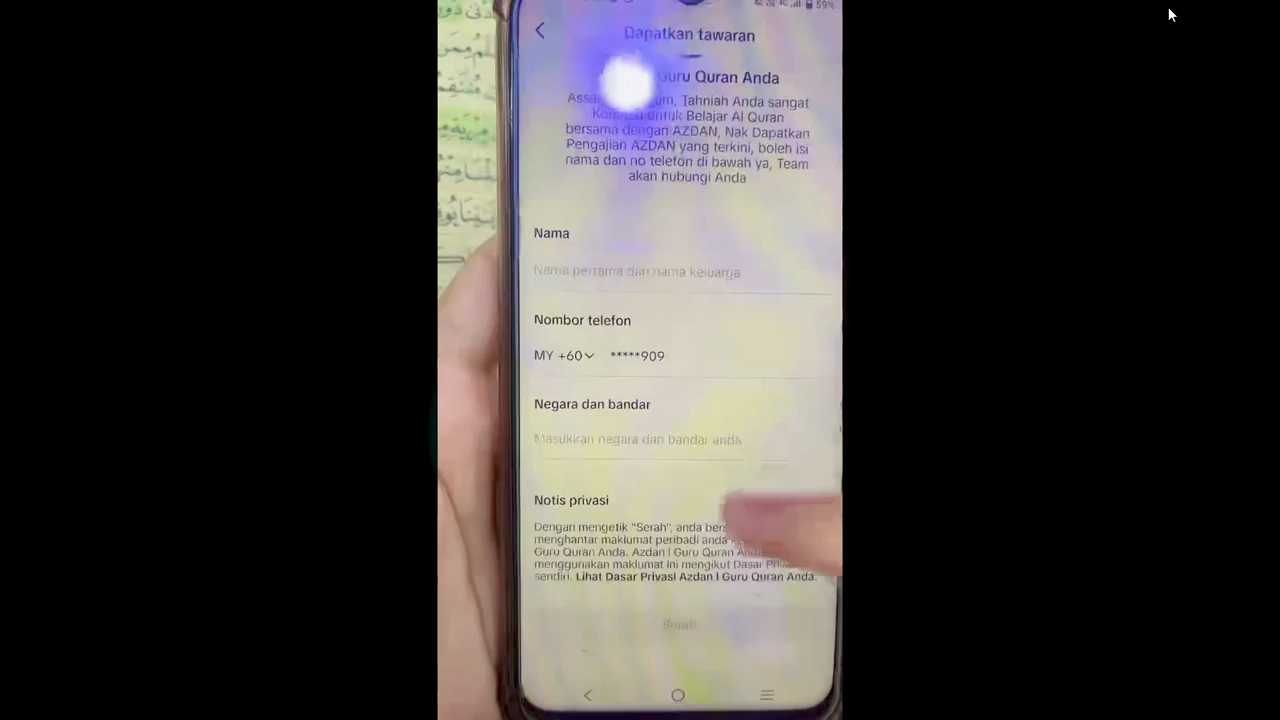 59%
Dapatkan tawaran
Guru Quran Anda
Tahniah Anda sangat
untuk Belajar Al Quran
bersama dengan AZDAN, Nak Dapatkan
Pengajian AZDAN yang terkini, boleh isi
nama dan no telefon di bawah ya, Team
akan hubungi Anda
Nama
Nama pertama dan nama keluarga
Nombor telefon
MY +60 *****909
Negara dan bandar
Masukkan negara dan bandar anda
Notis privasi
Dengan mengetik "Serah", anda
menghantar maklumat peribadi anda
Guru Quran Anda. Azdan | Guru Quran Anda
menggunakan maklumat ini mengikut Dasar
sendiri. Lihat Dasar Privasi Azdan | Guru Quran Anda.
Serah